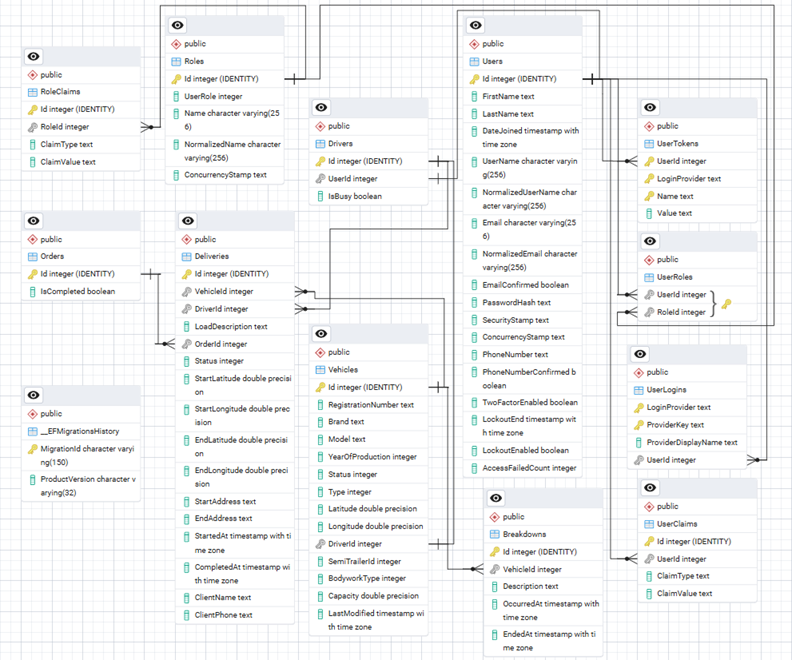 public
RoleClaims
Id integer (IDENTITY)
RoleId integer
ClaimType text
ClaimValue text
public
Roles
Id integer (IDENTITY)
UserRole integer
Name character varying(25
6)
NormalizedName character
varying(256)
ConcurrencyStamp text
public
Drivers
Id integer (IDENTITY)
UserId integer
IsBusy boolean
public
Users
Id integer (IDENTITY)
FirstName text
LastName text
DateJoined timestamp with
time zone
UserName character varyin
g(256)
NormalizedUserName char
acter varying(256)
Email character varying(25
6)
NormalizedEmail character
varying(256)
EmailConfirmed boolean
PasswordHash text
SecurityStamp text
ConcurrencyStamp text
PhoneNumber text
PhoneNumberConfirmed b
oolean
TwoFactorEnabled boolean
LockoutEnd timestamp wit
h time zone
LockoutEnabled boolean
AccessFailedCount integer
public
UserTokens
UserId integer
LoginProvider text
Name text
Value text
public
UserRoles
UserId integer
RoleId integer
public
Orders
Id integer (IDENTITY)
IsCompleted boolean
public
Deliveries
Id integer (IDENTITY)
VehicleId integer
DriverId integer
LoadDescription text
OrderId integer
Status integer
StartLatitude double precisi
on
StartLongitude double prec
ision
EndLatitude double precisi
on
EndLongitude double preci
sion
StartAddress text
EndAddress text
StartedAt timestamp with ti
me zone
CompletedAt timestamp wi
th time zone
ClientName text
ClientPhone text
public
Vehicles
Id integer (IDENTITY)
RegistrationNumber text
Brand text
Model text
YearOfProduction integer
Status integer
Type integer
Latitude double precision
Longitude double precision
DriverId integer
SemiTrailerId integer
BodyworkType integer
Capacity double precision
LastModified timestamp wi
th time zone
public
UserLogins
LoginProvider text
ProviderKey text
ProviderDisplayName text
UserId integer
public
__EFMigrationsHistory
MigrationId character varyi
ng(150)
ProductVersion character v
arying(32)
public
Breakdowns
Id integer (IDENTITY)
VehicleId integer
Description text
OccurredAt timestamp with
time zone
EndedAt timestamp with ti
me zone
public
UserClaims
Id integer (IDENTITY)
UserId integer
ClaimType text
ClaimValue text